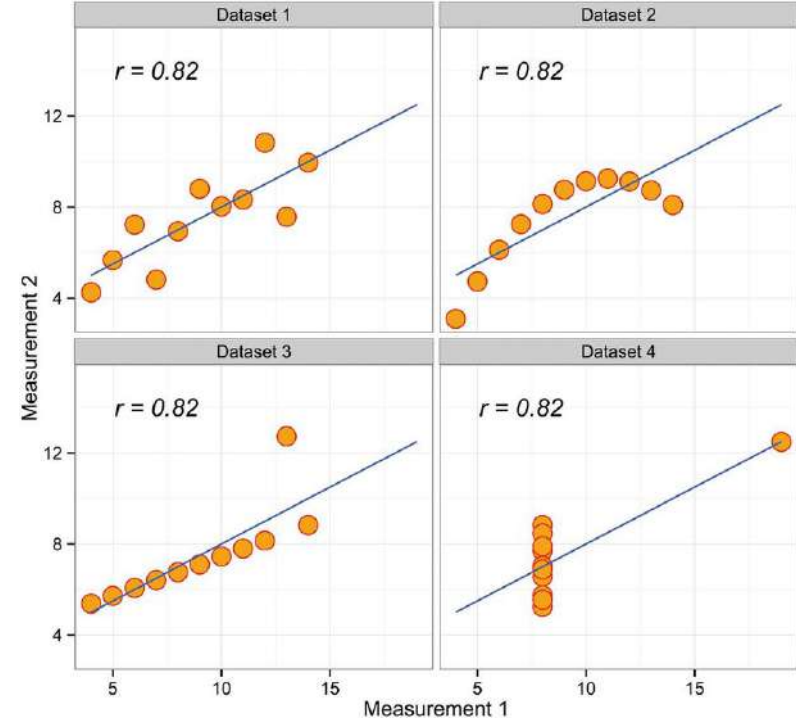 Dataset 1
Dataset 2
r = 0.82
r = 0.82
12
8
4
Dataset 3
Dataset 4
r = 0.82
r = 0.82
12
8
4
5
10
15
5
10
15
Measurement 1
Measurement 2